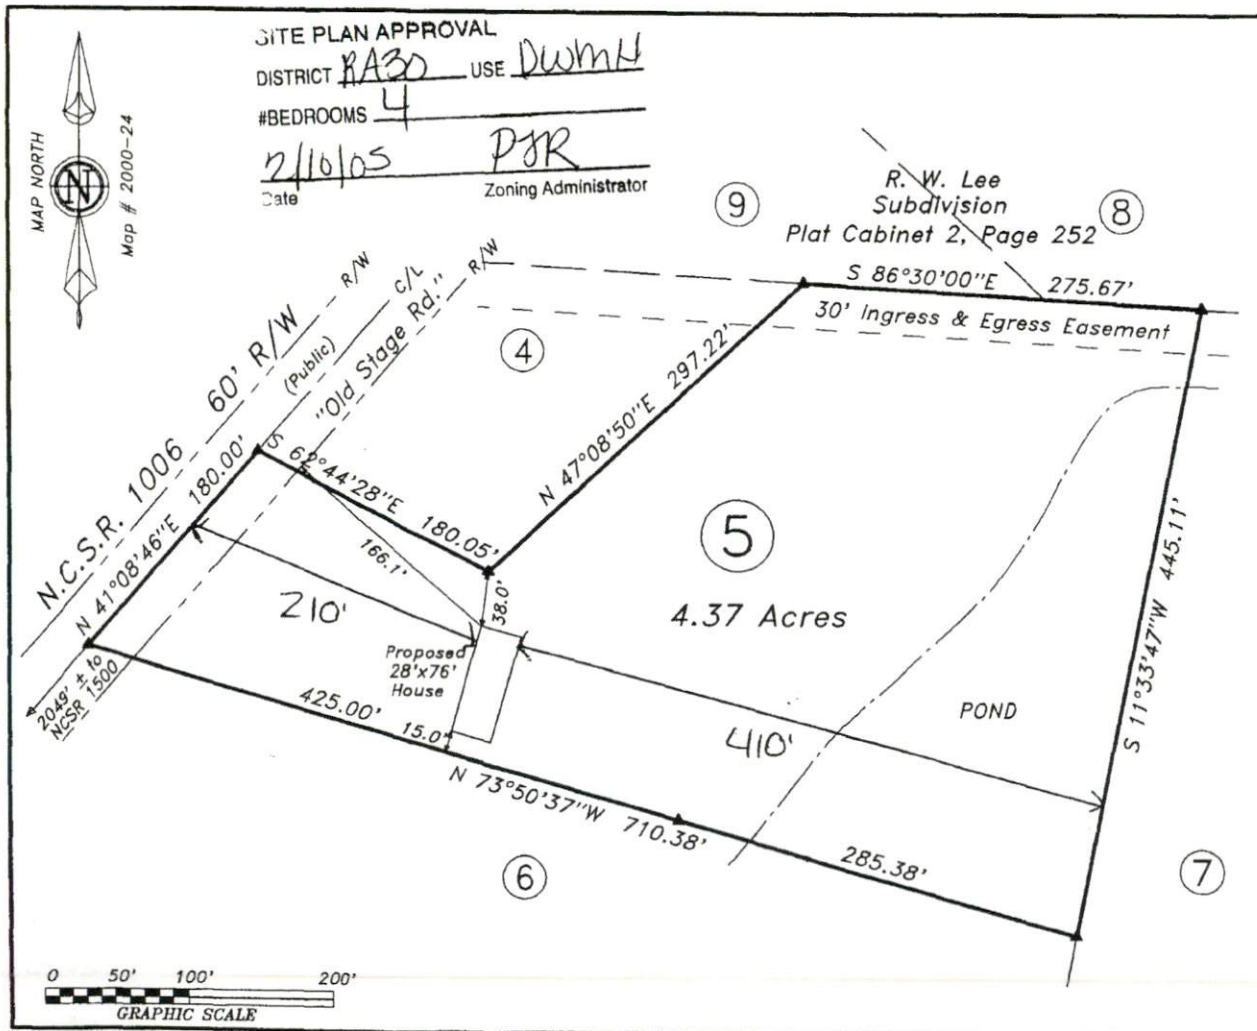 SITE PLAN APPROVAL
DISTRICT RA30 USE DWMH
#BEDROOMS 4
2/10/05 PJR
Date Zoning Administrator
MAP NORTH
N
Map # 2000-24
R. W. Lee
Subdivision
Plat Cabinet 2, Page 252
9
8
S 86°30'00"E 275.67'
30' Ingress & Egress Easement
N.C.S.R. 1006 60' R/W
R/W
C/L
R/W
(Public)
"Old Stage Rd."
4
N 47°08'50"E 297.22'
N 41°08'46"E 180.00'
S 62°44'28"E 180.05'
166.1'
38.0'
210'
5
4.37 Acres
Proposed
28'x76'
House
2049' ± to
NCSR 1500
425.00'
15.0'
410'
POND
S 11°33'47"W 445.11'
N 73°50'37"W 710.38'
285.38'
6
7
0 50' 100' 200'
GRAPHIC SCALE